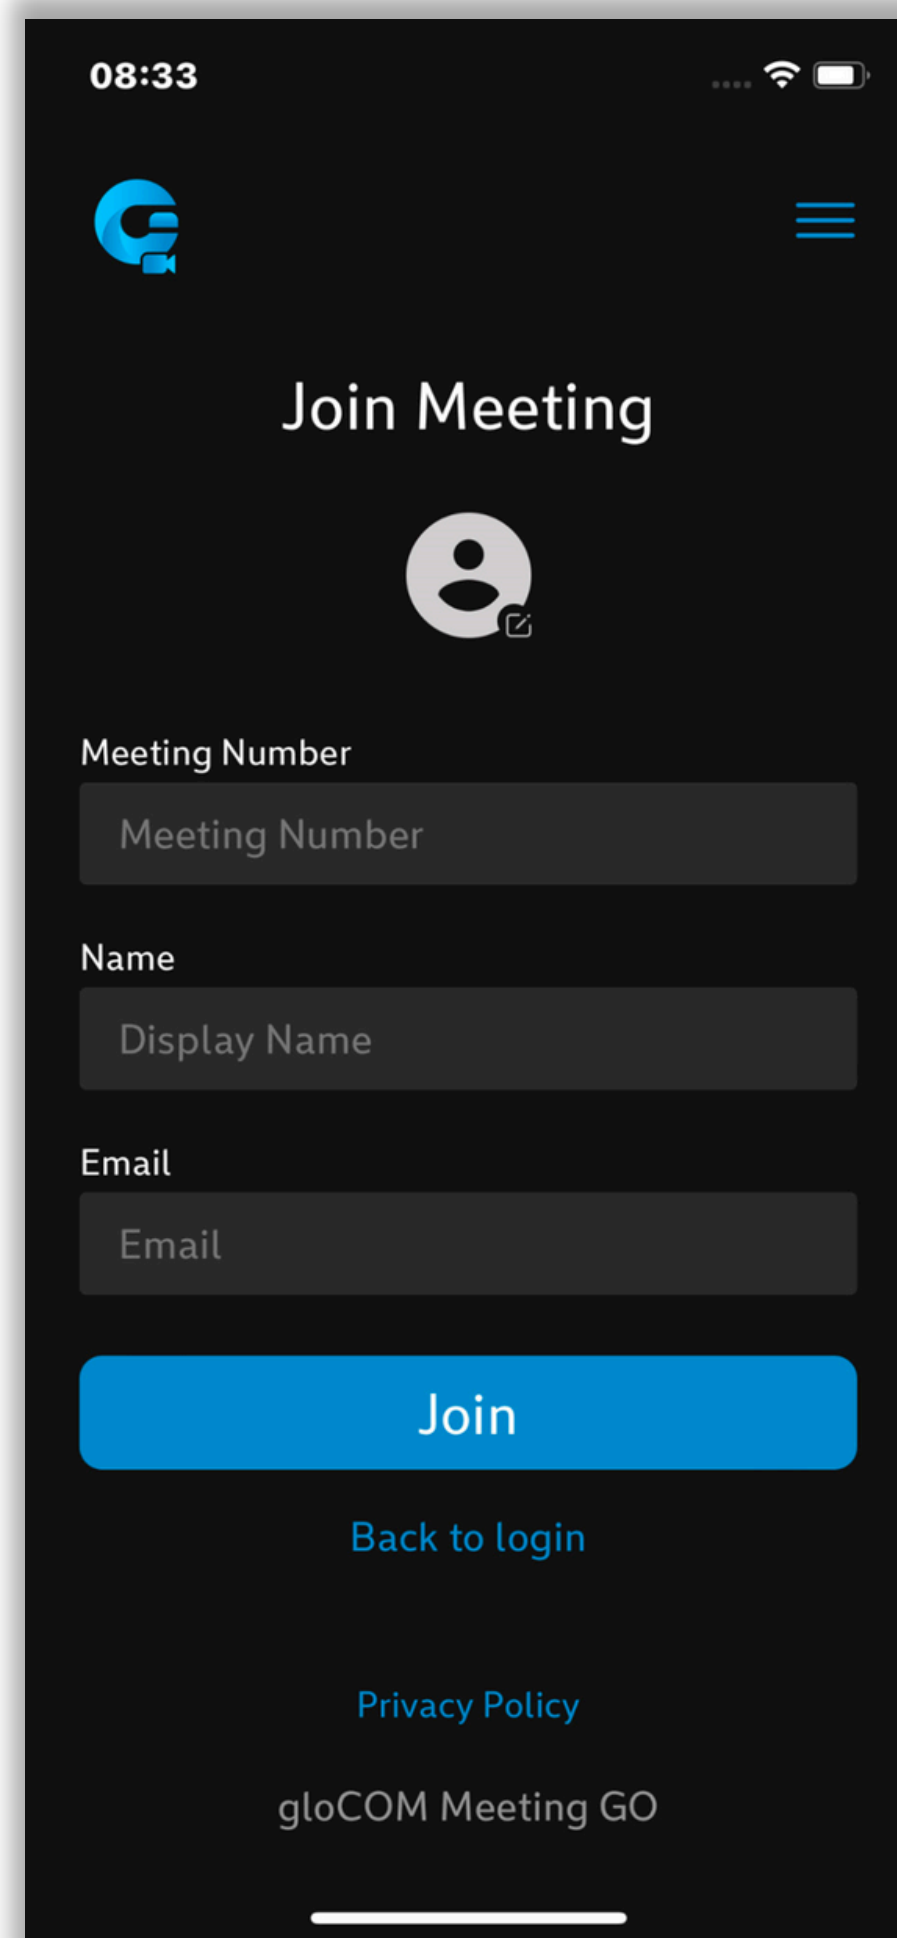 08:33
Join Meeting
Meeting Number
Meeting Number
Name
Display Name
Email
Email
Join
Back to login
Privacy Policy
gloCOM Meeting GO